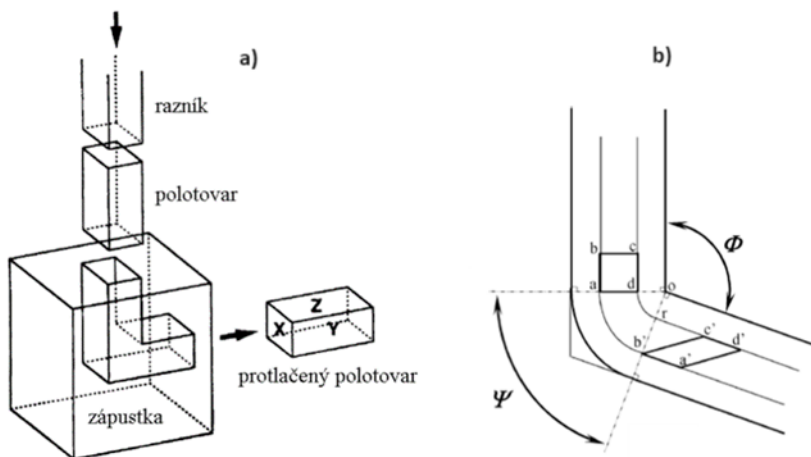 a)
razník
polotovar
zápustka
X
Z
Y
protlačený polotovar
b)
b
c
a
d
o
Φ
r
b'
c'
d'
a'
Ψ